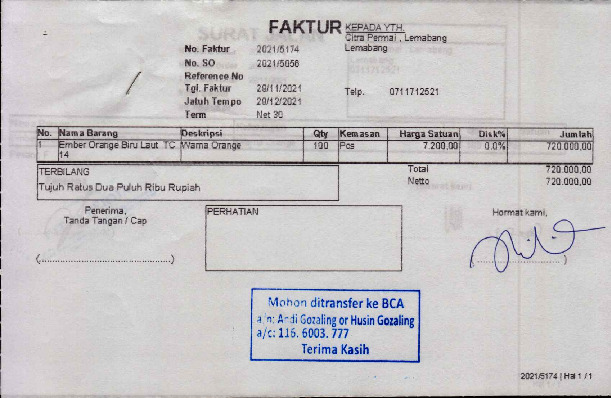 FAKTUR
KEPADA YTH.
Citra Permai , Lemabang
Lemabang
Telp. 0711712521
No. Faktur 2021/5174
No. SO 2021/5056
Reference No
Tgl. Faktur 29/11/2021
Jatuh Tempo 29/12/2021
Term Net 30
No. Nama Barang Deskripsi Qty Kemasan Harga Satuan Disk% Jumlah
1 Ember Orange Biru Laut TC Warna Orange 100 Pcs 7.200,00 0.0% 720.000,00
14
TERBILANG
Tujuh Ratus Dua Puluh Ribu Rupiah
Total 720.000,00
Netto 720.000,00
Penerima,
Tanda Tangan / Cap
(....................................)
PERHATIAN
Hormat kami,
Mohon ditransfer ke BCA
a/n: Andi Gozaling or Husin Gozaling
a/c: 116. 6003. 777
Terima Kasih
2021/5174 | Hal 1 / 1